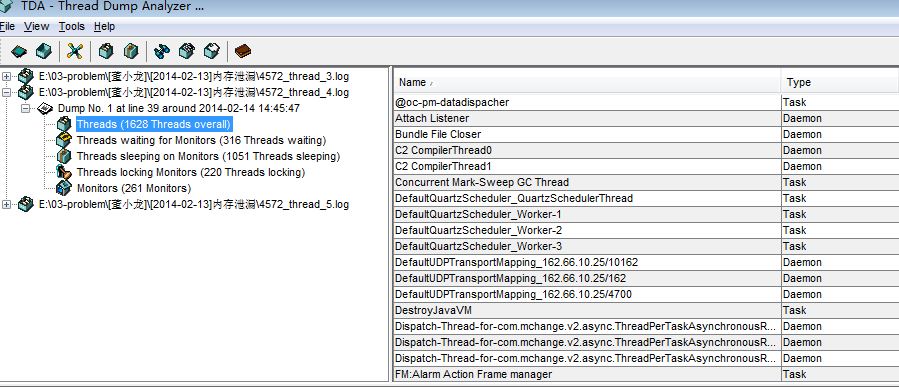 TDA - Thread Dump Analyzer ...
File View Tools Help
E:\03-problem\[董小龙]\[2014-02-13]内存泄漏\4572_thread_3.log
E:\03-problem\[董小龙]\[2014-02-13]内存泄漏\4572_thread_4.log
Dump No. 1 at line 39 around 2014-02-14 14:45:47
Threads (1628 Threads overall)
Threads waiting for Monitors (316 Threads waiting)
Threads sleeping on Monitors (1051 Threads sleeping)
Threads locking Monitors (220 Threads locking)
Monitors (261 Monitors)
E:\03-problem\[董小龙]\[2014-02-13]内存泄漏\4572_thread_5.log
Name Type
@oc-pm-datadispacher Task
Attach Listener Daemon
Bundle File Closer Daemon
C2 CompilerThread0 Daemon
C2 CompilerThread1 Daemon
Concurrent Mark-Sweep GC Thread Task
DefaultQuartzScheduler_QuartzSchedulerThread Task
DefaultQuartzScheduler_Worker-1 Task
DefaultQuartzScheduler_Worker-2 Task
DefaultQuartzScheduler_Worker-3 Task
DefaultUDPTransportMapping_162.66.10.25/10162 Daemon
DefaultUDPTransportMapping_162.66.10.25/162 Daemon
DefaultUDPTransportMapping_162.66.10.25/4700 Daemon
DestroyJavaVM Task
Dispatch-Thread-for-com.mchange.v2.async.ThreadPerTaskAsynchronousR... Daemon
Dispatch-Thread-for-com.mchange.v2.async.ThreadPerTaskAsynchronousR... Daemon
Dispatch-Thread-for-com.mchange.v2.async.ThreadPerTaskAsynchronousR... Daemon
FM:Alarm Action Frame manager Task